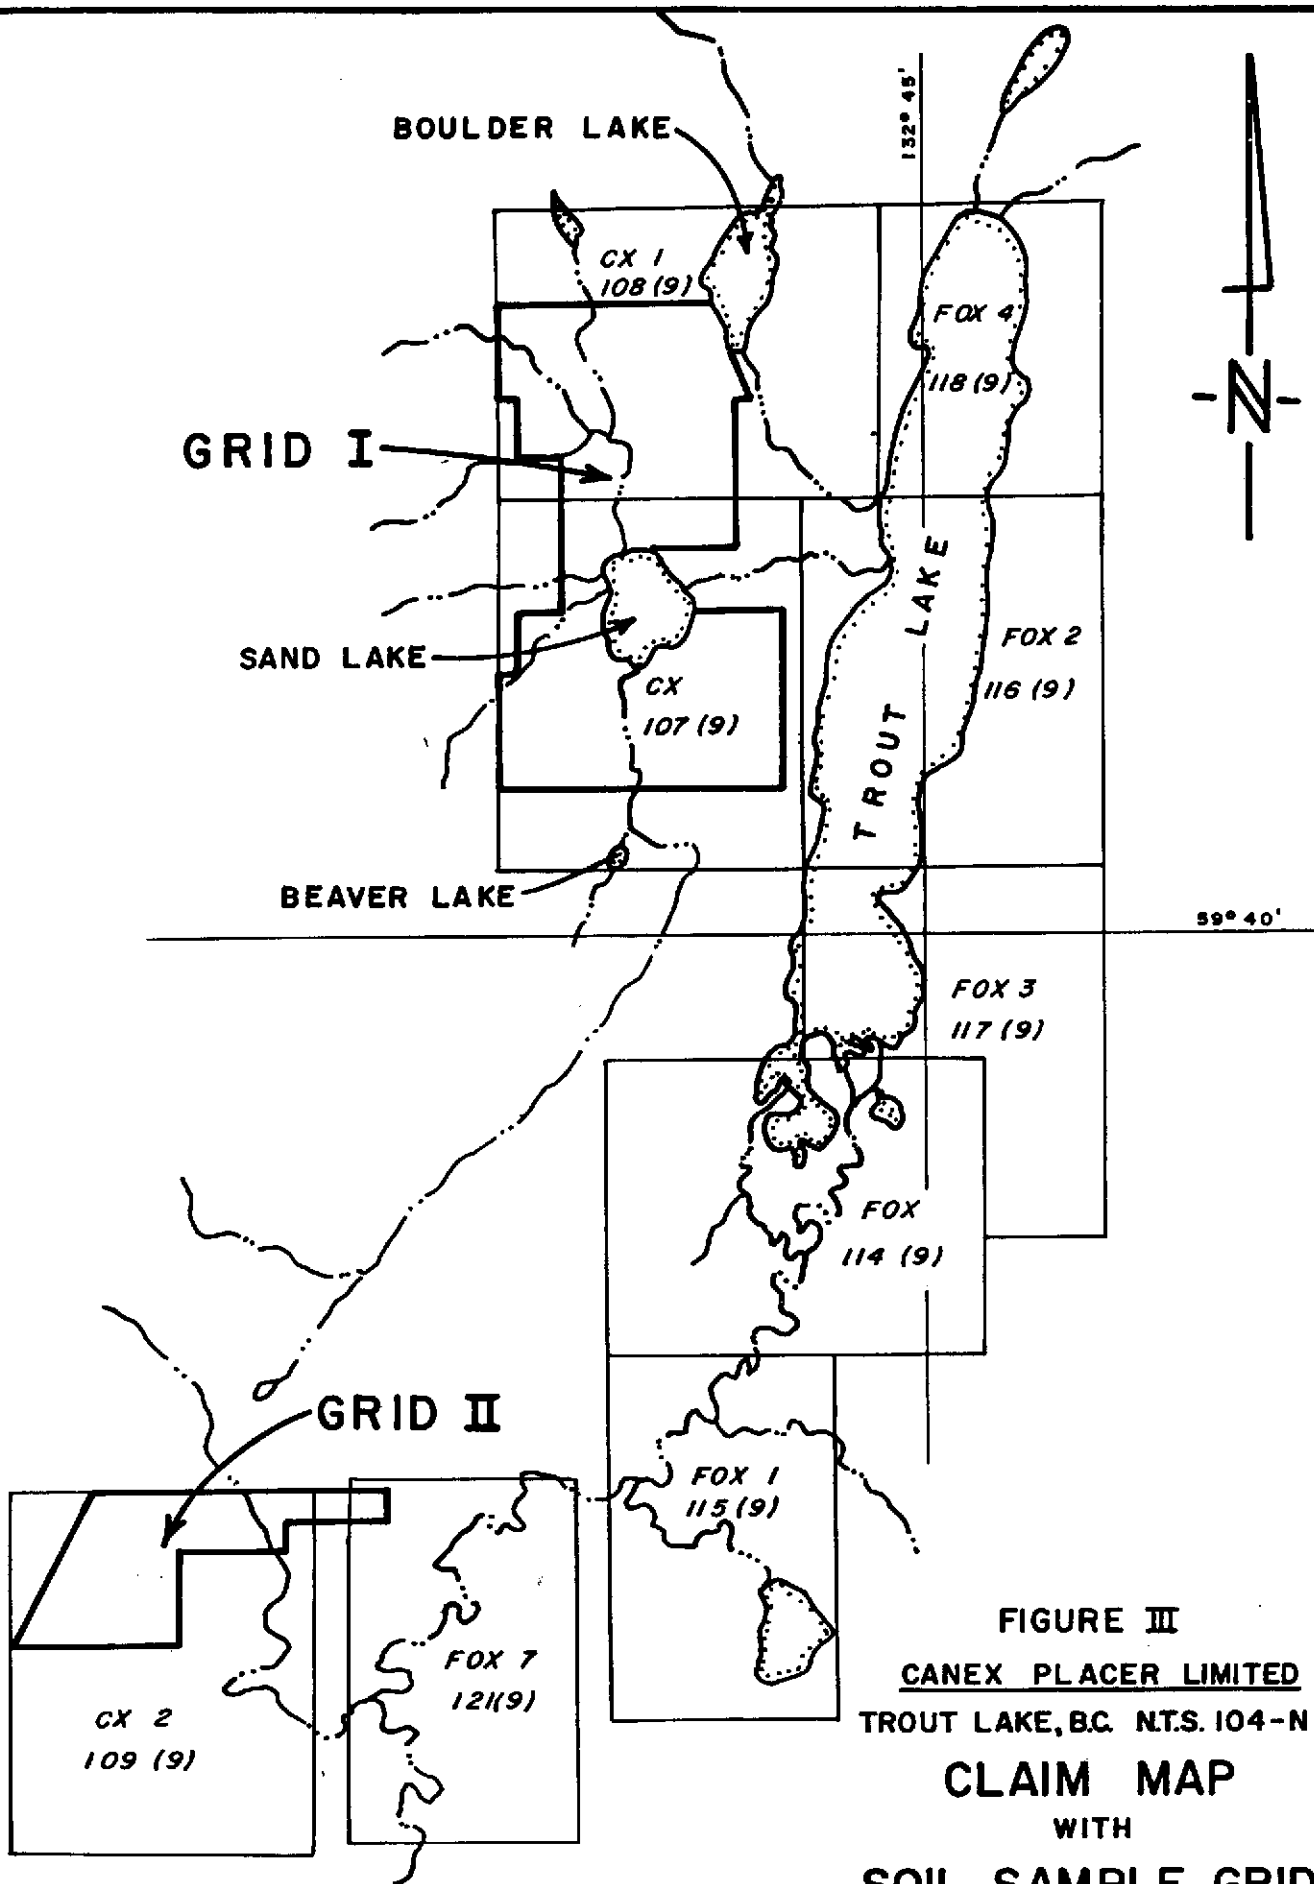 BOULDER LAKE
132° 45'
CX 1
108 (9)
FOX 4
118 (9)
N
GRID I
TROUT LAKE
FOX 2
116 (9)
SAND LAKE
CX
107 (9)
BEAVER LAKE
59° 40'
FOX 3
117 (9)
FOX
114 (9)
GRID II
FOX 1
115 (9)
FOX 7
121(9)
CX 2
109 (9)
FIGURE III
CANEX PLACER LIMITED
TROUT LAKE, B.C. N.T.S. 104-N
CLAIM MAP
WITH
SOIL SAMPLE GRID